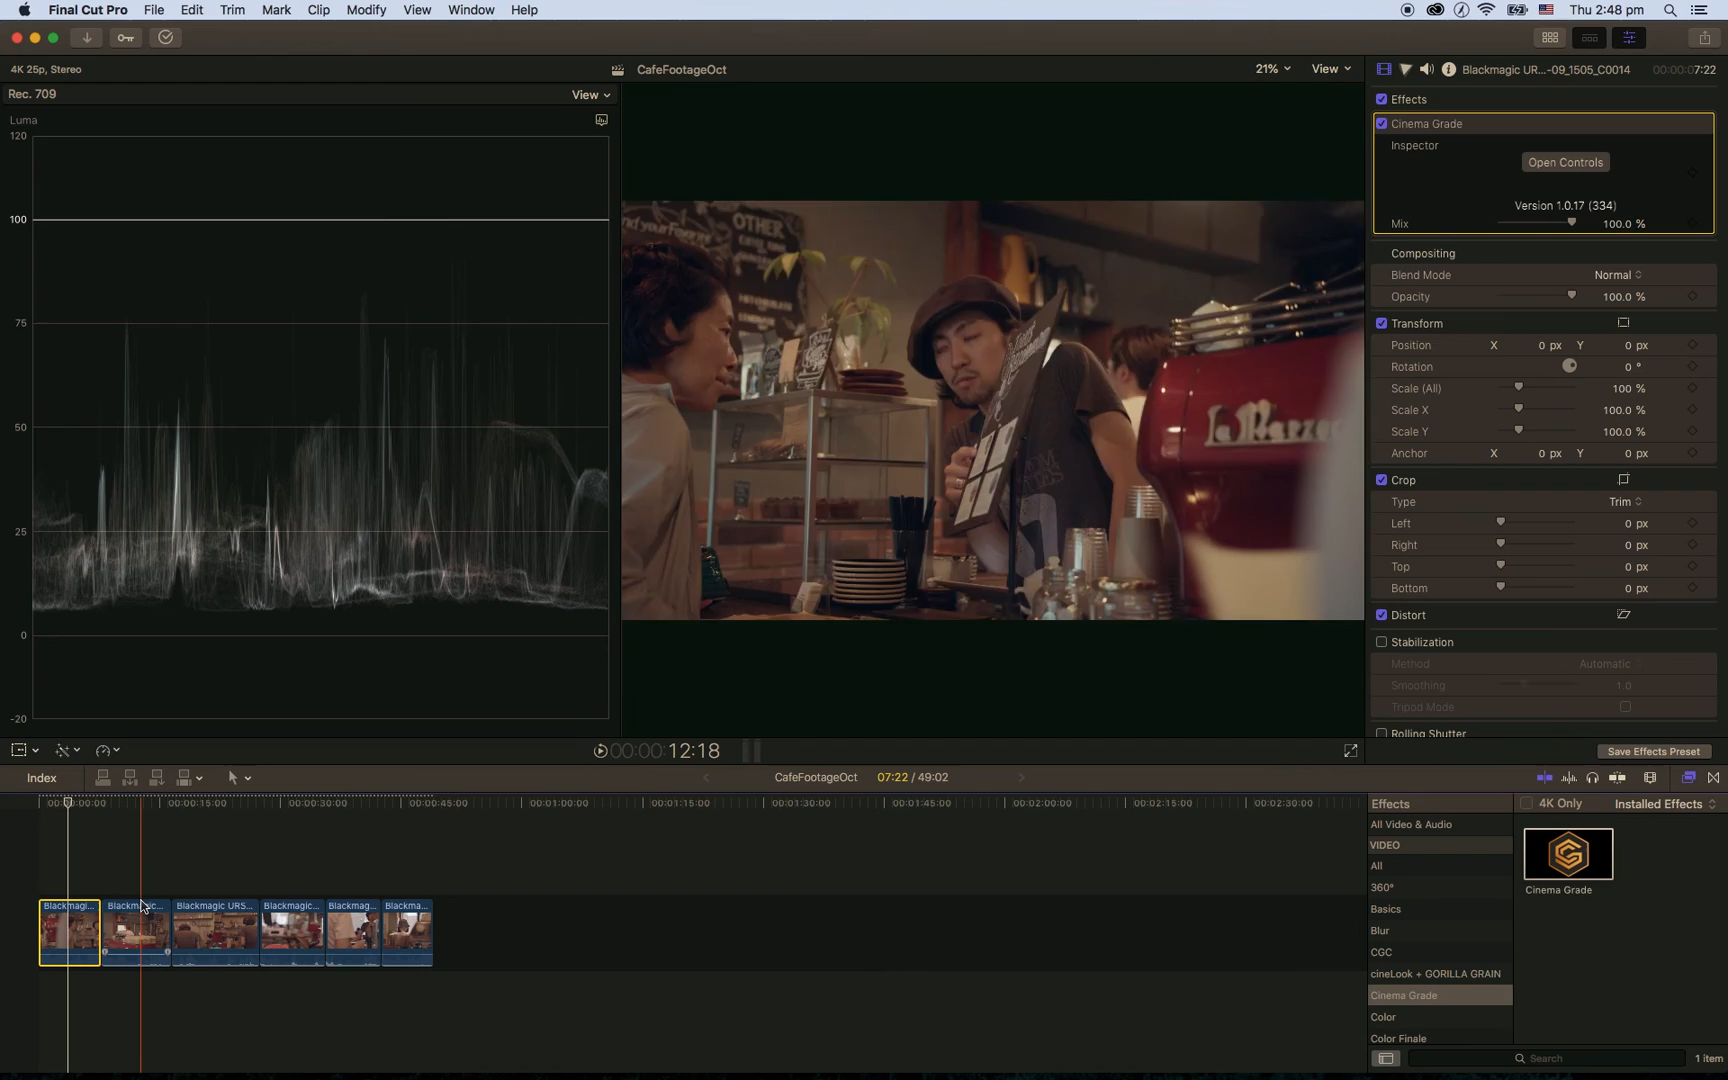 Final Cut Pro File Edit Trim Mark Clip Modify View Window Help
Thu 2:48 pm
4K 25p, Stereo
CafeFootageOct
21%
View
Blackmagic UR...-09_1505_C0014
00:00:07:22
Rec. 709
View
Luma
120
100
75
50
25
0
-20
OTHER
Effects
Cinema Grade
Inspector
Open Controls
Version 1.0.17 (334)
Mix 100.0 %
Compositing
Blend Mode Normal
Opacity 100.0 %
Transform
Position X 0 px Y 0 px
Rotation 0 °
Scale (All) 100 %
Scale X 100.0 %
Scale Y 100.0 %
Anchor X 0 px Y 0 px
Crop
Type Trim
Left 0 px
Right 0 px
Top 0 px
Bottom 0 px
Distort
Stabilization
Method Automatic
Smoothing 1.0
Tripod Mode
Rolling Shutter
00:00:12:18
Save Effects Preset
Index
CafeFootageOct
07:22 / 49:02
00:00:00:00 00:00:15:00 00:00:30:00 00:00:45:00 00:01:00:00 00:01:15:00 00:01:30:00 00:01:45:00 00:02:00:00 00:02:15:00 00:02:30:00
Blackmagi...
Blackmagic...
Blackmagic URS...
Blackmagic...
Blackmag...
Blackma...
Effects
4K Only
Installed Effects
All Video & Audio
VIDEO
All
360°
Basics
Blur
CGC
cineLook + GORILLA GRAIN
Cinema Grade
Color
Color Finale
Cinema Grade
Search
1 item